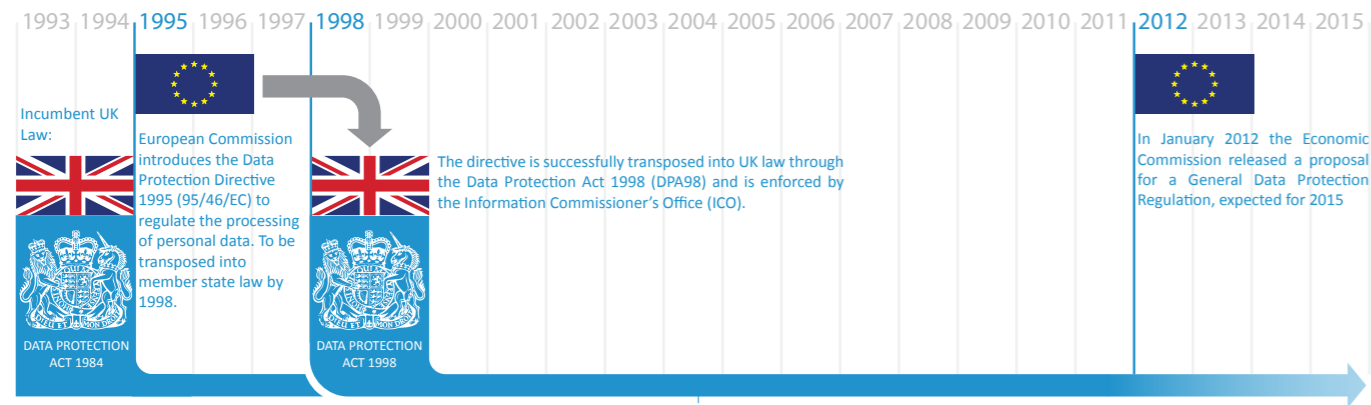 1993 1994 1995 1996 1997 1998 1999 2000 2001 2002 2003 2004 2005 2006 2007 2008 2009 2010 2011 2012 2013 2014 2015
Incumbent UK
Law:
DATA PROTECTION
ACT 1984
European Commission
introduces the Data
Protection Directive
1995 (95/46/EC) to
regulate the processing
of personal data. To be
transposed into
member state law by
1998.
DATA PROTECTION
ACT 1998
The directive is successfully transposed into UK law through
the Data Protection Act 1998 (DPA98) and is enforced by
the Information Commissioner’s Office (ICO).
In January 2012 the Economic
Commission released a proposal
for a General Data Protection
Regulation, expected for 2015